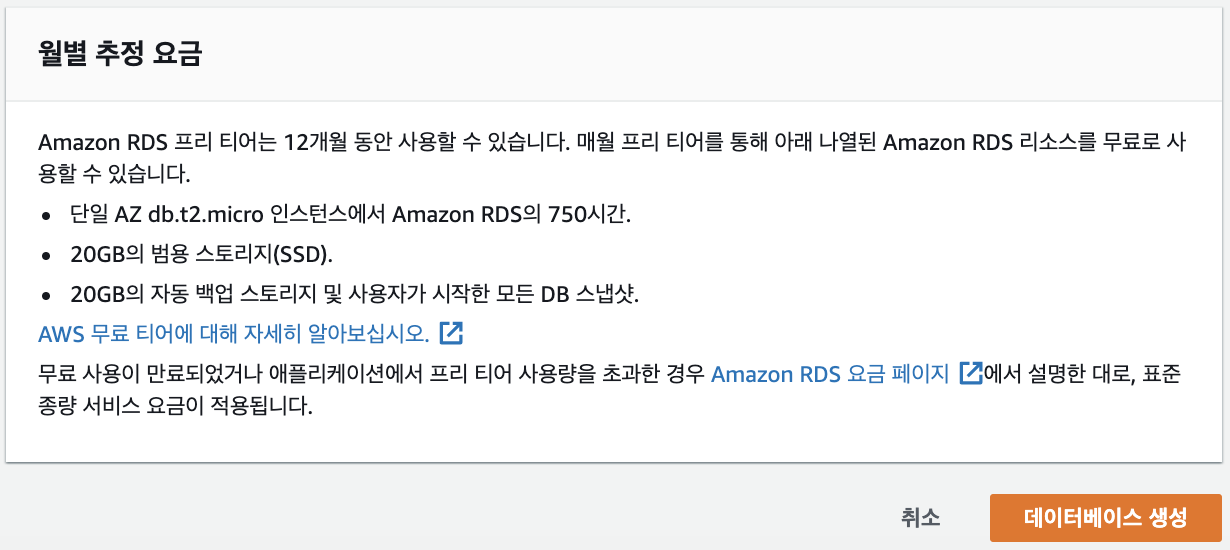 월별 추정 요금
Amazon RDS 프리 티어는 12개월 동안 사용할 수 있습니다. 매월 프리 티어를 통해 아래 나열된 Amazon RDS 리소스를 무료로 사
용할 수 있습니다.
• 단일 AZ db.t2.micro 인스턴스에서 Amazon RDS의 750시간.
• 20GB의 범용 스토리지(SSD).
• 20GB의 자동 백업 스토리지 및 사용자가 시작한 모든 DB 스냅샷.
AWS 무료 티어에 대해 자세히 알아보십시오.
무료 사용이 만료되었거나 애플리케이션에서 프리 티어 사용량을 초과한 경우 Amazon RDS 요금 페이지 에서 설명한 대로, 표준
종량 서비스 요금이 적용됩니다.
취소 데이터베이스 생성